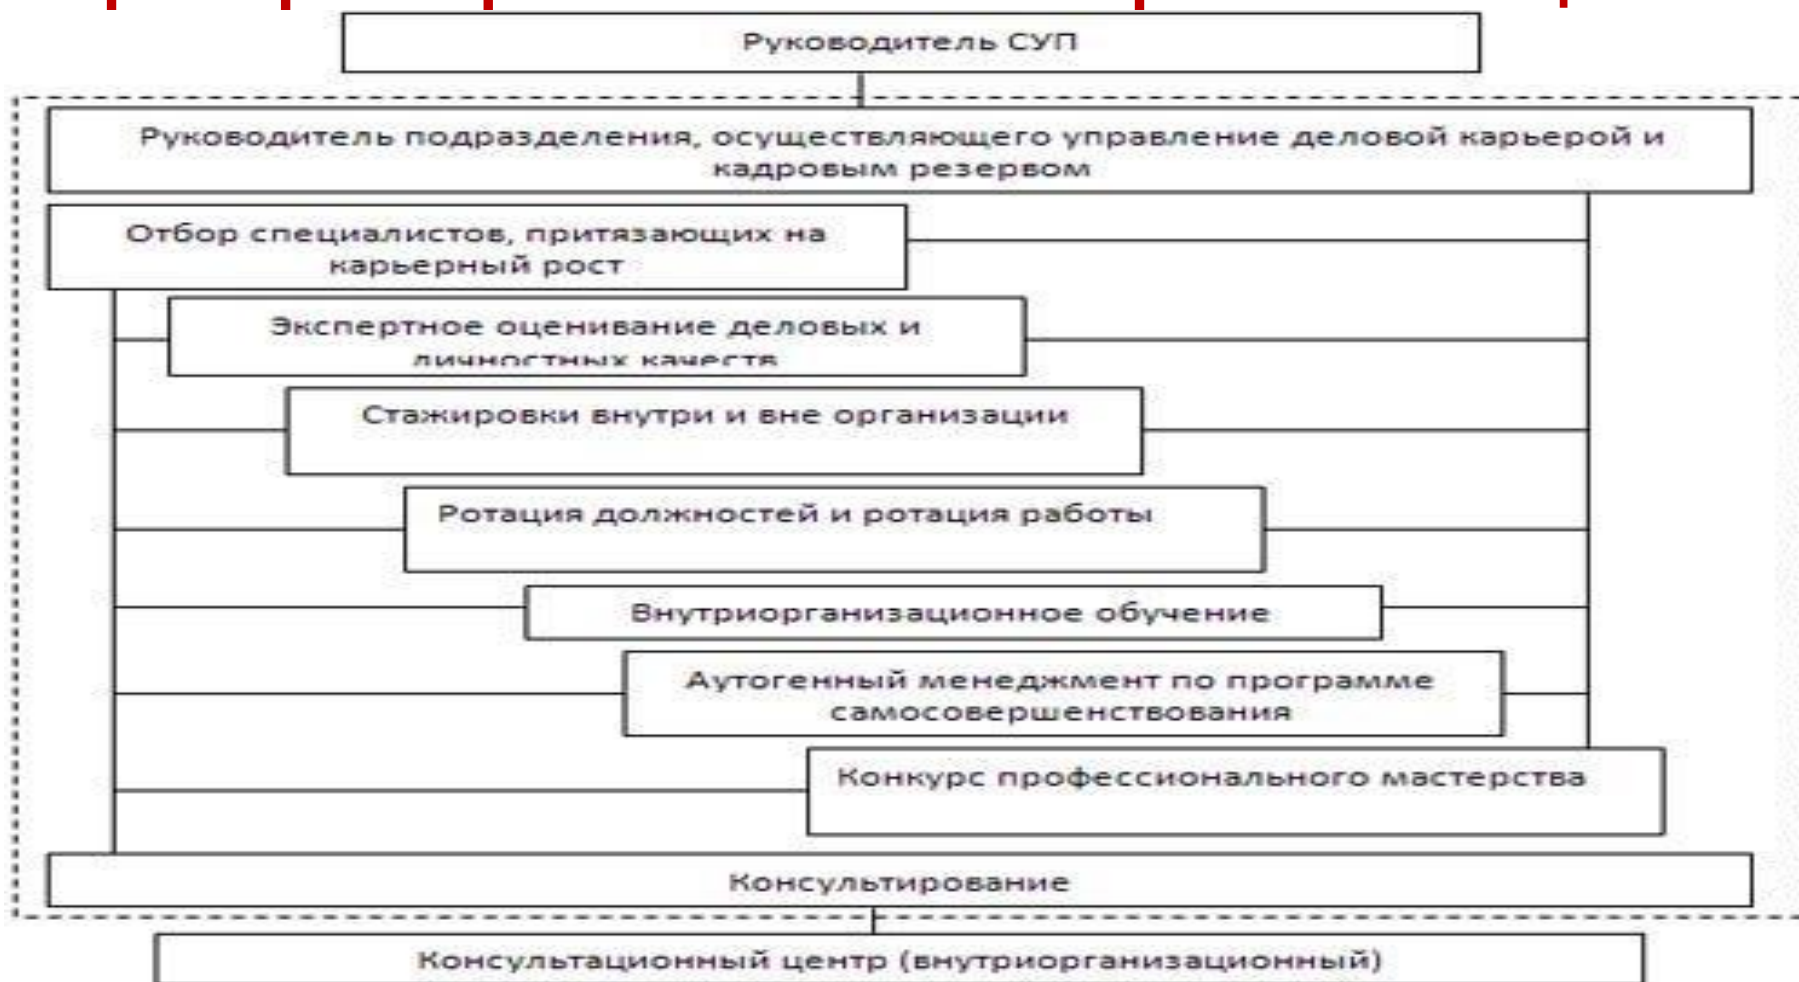 Руководитель СУП
Руководитель подразделения, осуществляющего управление деловой карьерой и
кадровым резервом
Отбор специалистов, притязающих на
карьерный рост
Экспертное оценивание деловых и
личностных качеств
Стажировки внутри и вне организации
Ротация должностей и ротация работы
Внутриорганизационное обучение
Аутогенный менеджмент по программе
самосовершенствования
Конкурс профессионального мастерства
Консультирование
Консультационный центр (внутриорганизационный)